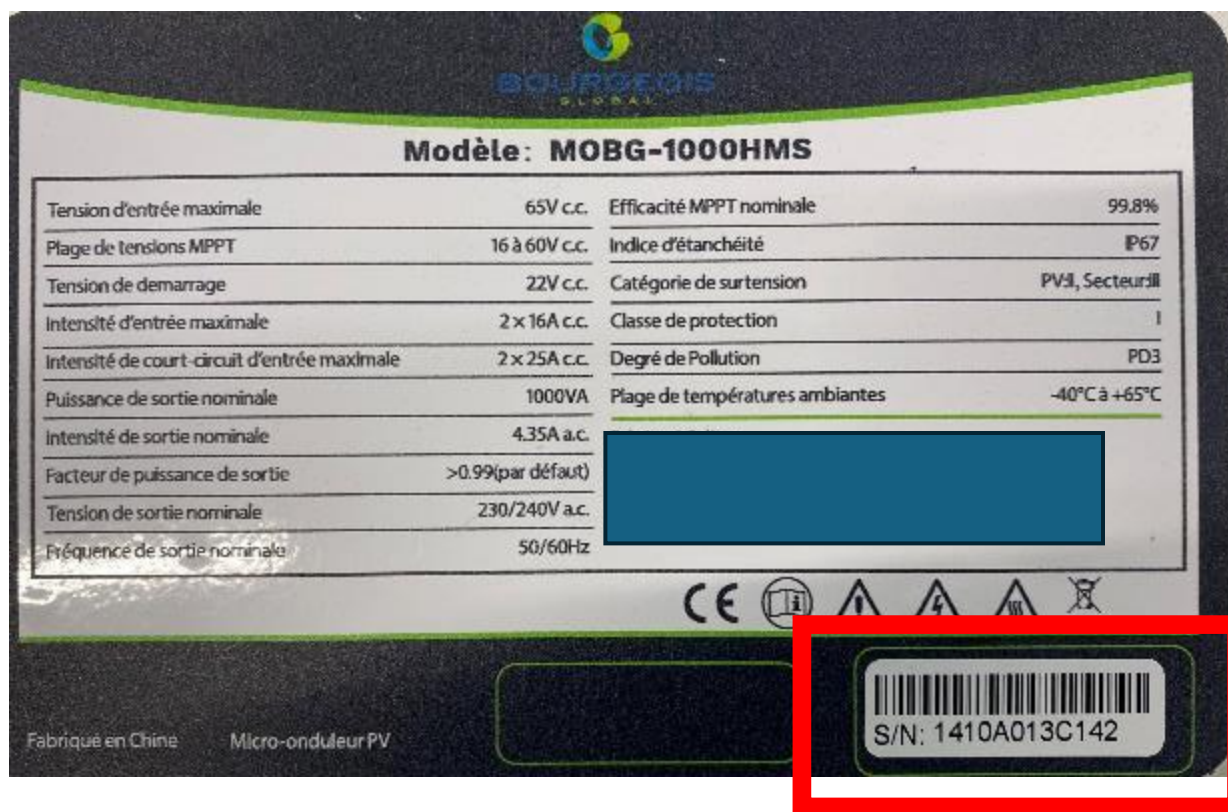 BOURGEOIS
GLOBAL
Modèle: MOBG-1000HMS
Tension d'entrée maximale 65V c.c.
Plage de tensions MPPT 16 à 60V c.c.
Tension de demarrage 22V c.c.
Intensité d'entrée maximale 2 x 16A c.c.
Intensité de court-circuit d'entrée maximale 2 x 25A c.c.
Puissance de sortie nominale 1000VA
Intensité de sortie nominale 4.35A a.c.
Facteur de puissance de sortie >0.99(par défaut)
Tension de sortie nominale 230/240V a.c.
Fréquence de sortie nominale 50/60Hz
Efficacité MPPT nominale 99.8%
Indice d'étanchéité IP67
Catégorie de surtension PV:II, Secteur:III
Classe de protection I
Degré de Pollution PD3
Plage de températures ambiantes -40°C à +65°C
CE
S/N: 1410A013C142
Fabriqué en Chine Micro-onduleur PV